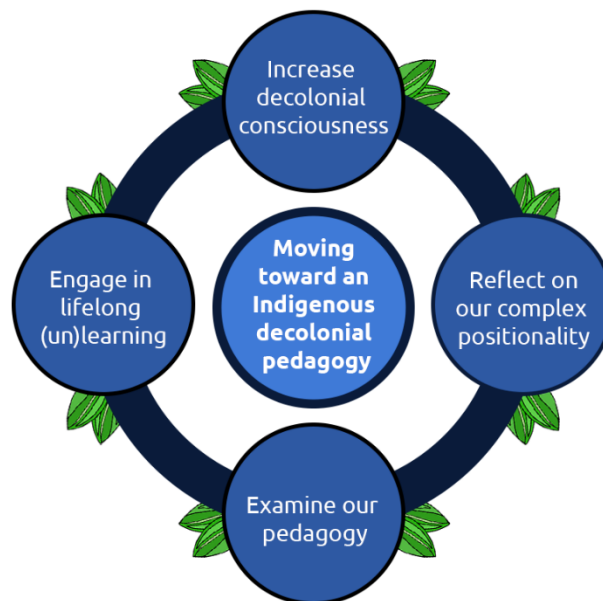 Increase
decolonial
consciousness
Moving
toward an
Indigenous
decolonial
pedagogy
Engage in
lifelong
(un)learning
Reflect on
our complex
positionality
Examine our
pedagogy